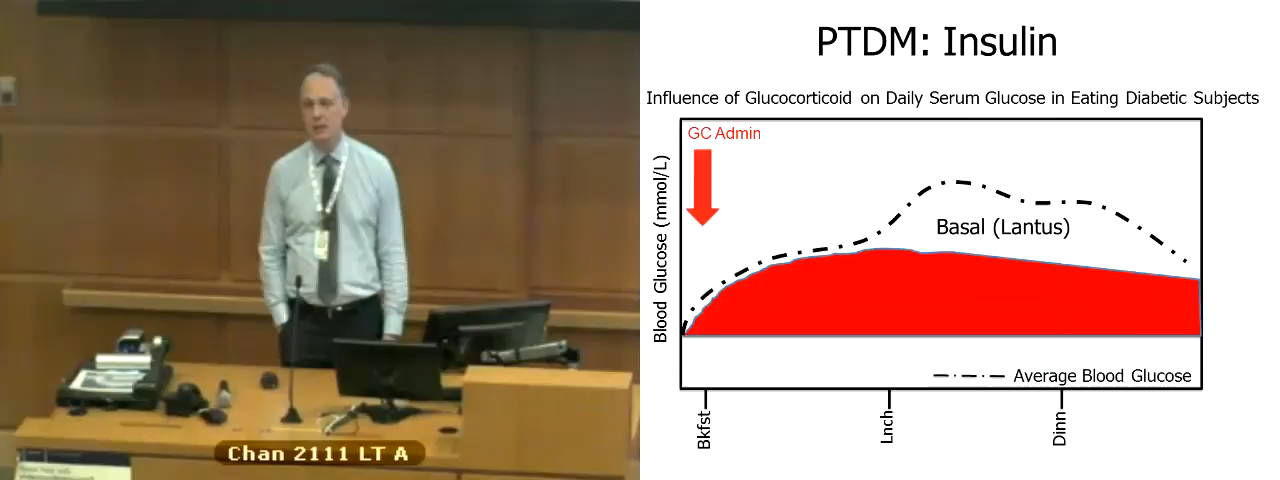 PTDM: Insulin
Influence of Glucocorticoid on Daily Serum Glucose in Eating Diabetic Subjects
GC Admin
Blood Glucose (mmol/L)
Basal (Lantus)
Average Blood Glucose
Bkfst
Lnch
Dinn
Chan 2111 LT A